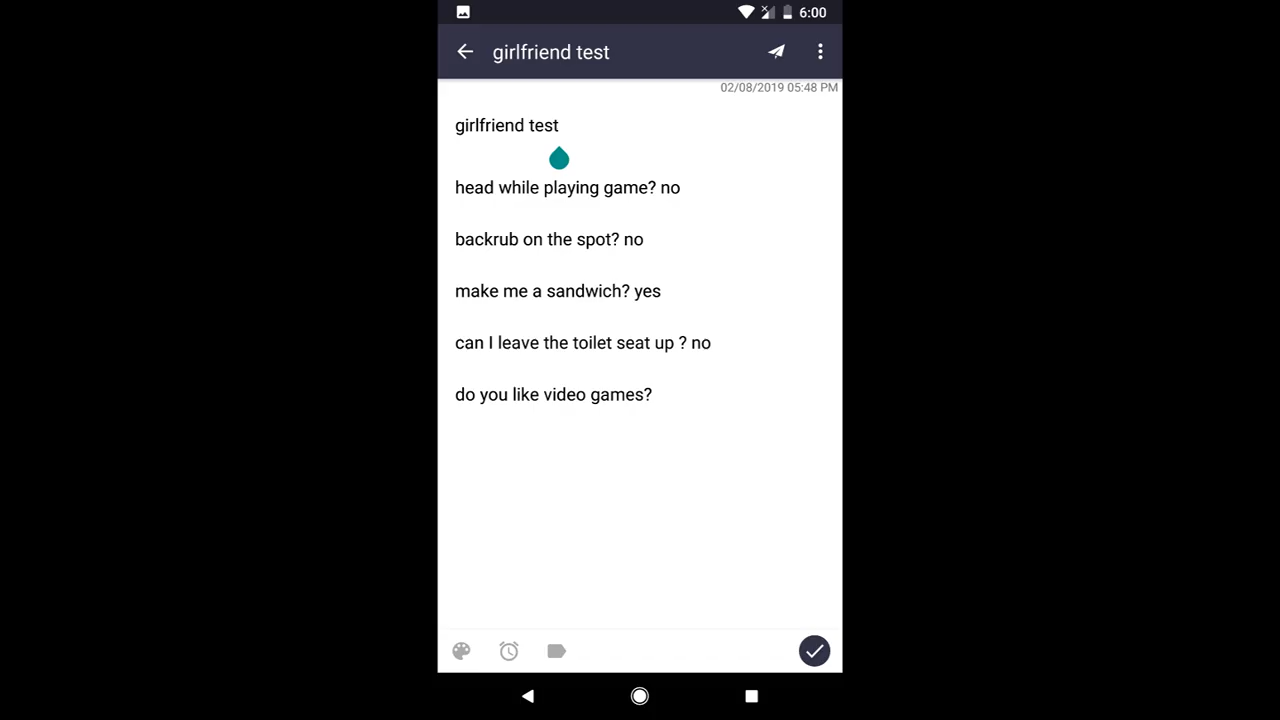 6:00
girlfriend test
02/08/2019 05:48 PM
girlfriend test
head while playing game? no
backrub on the spot? no
make me a sandwich? yes
can I leave the toilet seat up ? no
do you like video games?